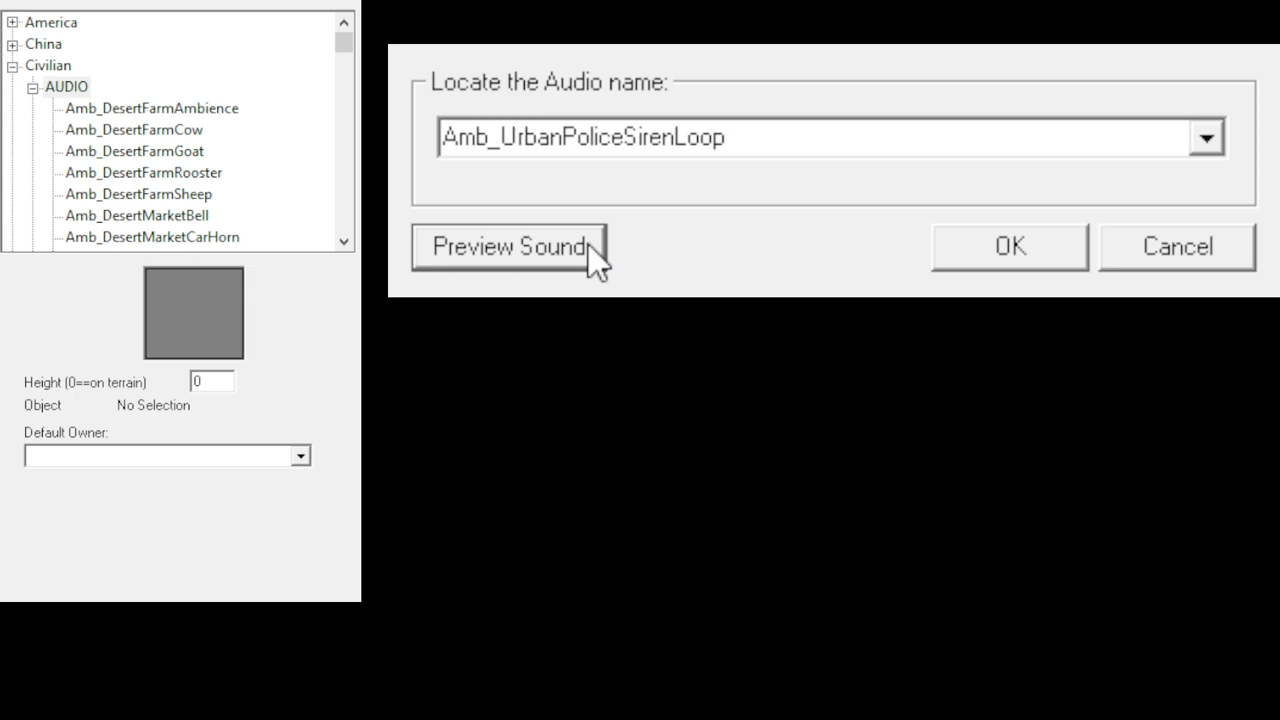 America
China
Civilian
AUDIO
Amb_DesertFarmAmbience
Amb_DesertFarmCow
Amb_DesertFarmGoat
Amb_DesertFarmRooster
Amb_DesertFarmSheep
Amb_DesertMarketBell
Amb_DesertMarketCarHorn
Height (0==on terrain) 0
Object No Selection
Default Owner:
Locate the Audio name:
Amb_UrbanPoliceSirenLoop
Preview Sound OK Cancel